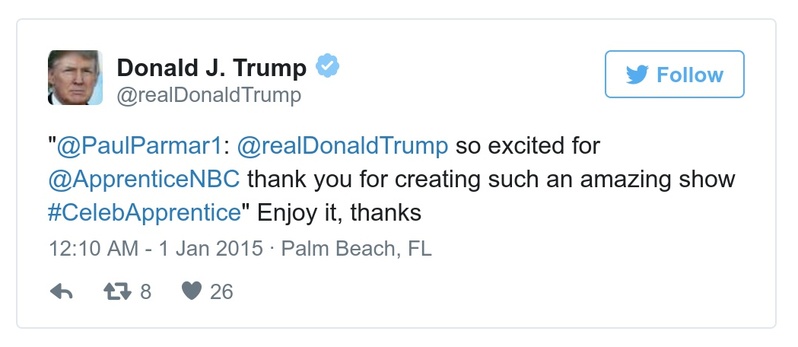 Donald J. Trump
@realDonaldTrump
Follow
"@PaulParmar1: @realDonaldTrump so excited for
@ApprenticeNBC thank you for creating such an amazing show
#CelebApprentice" Enjoy it, thanks
12:10 AM - 1 Jan 2015 · Palm Beach, FL
8 26